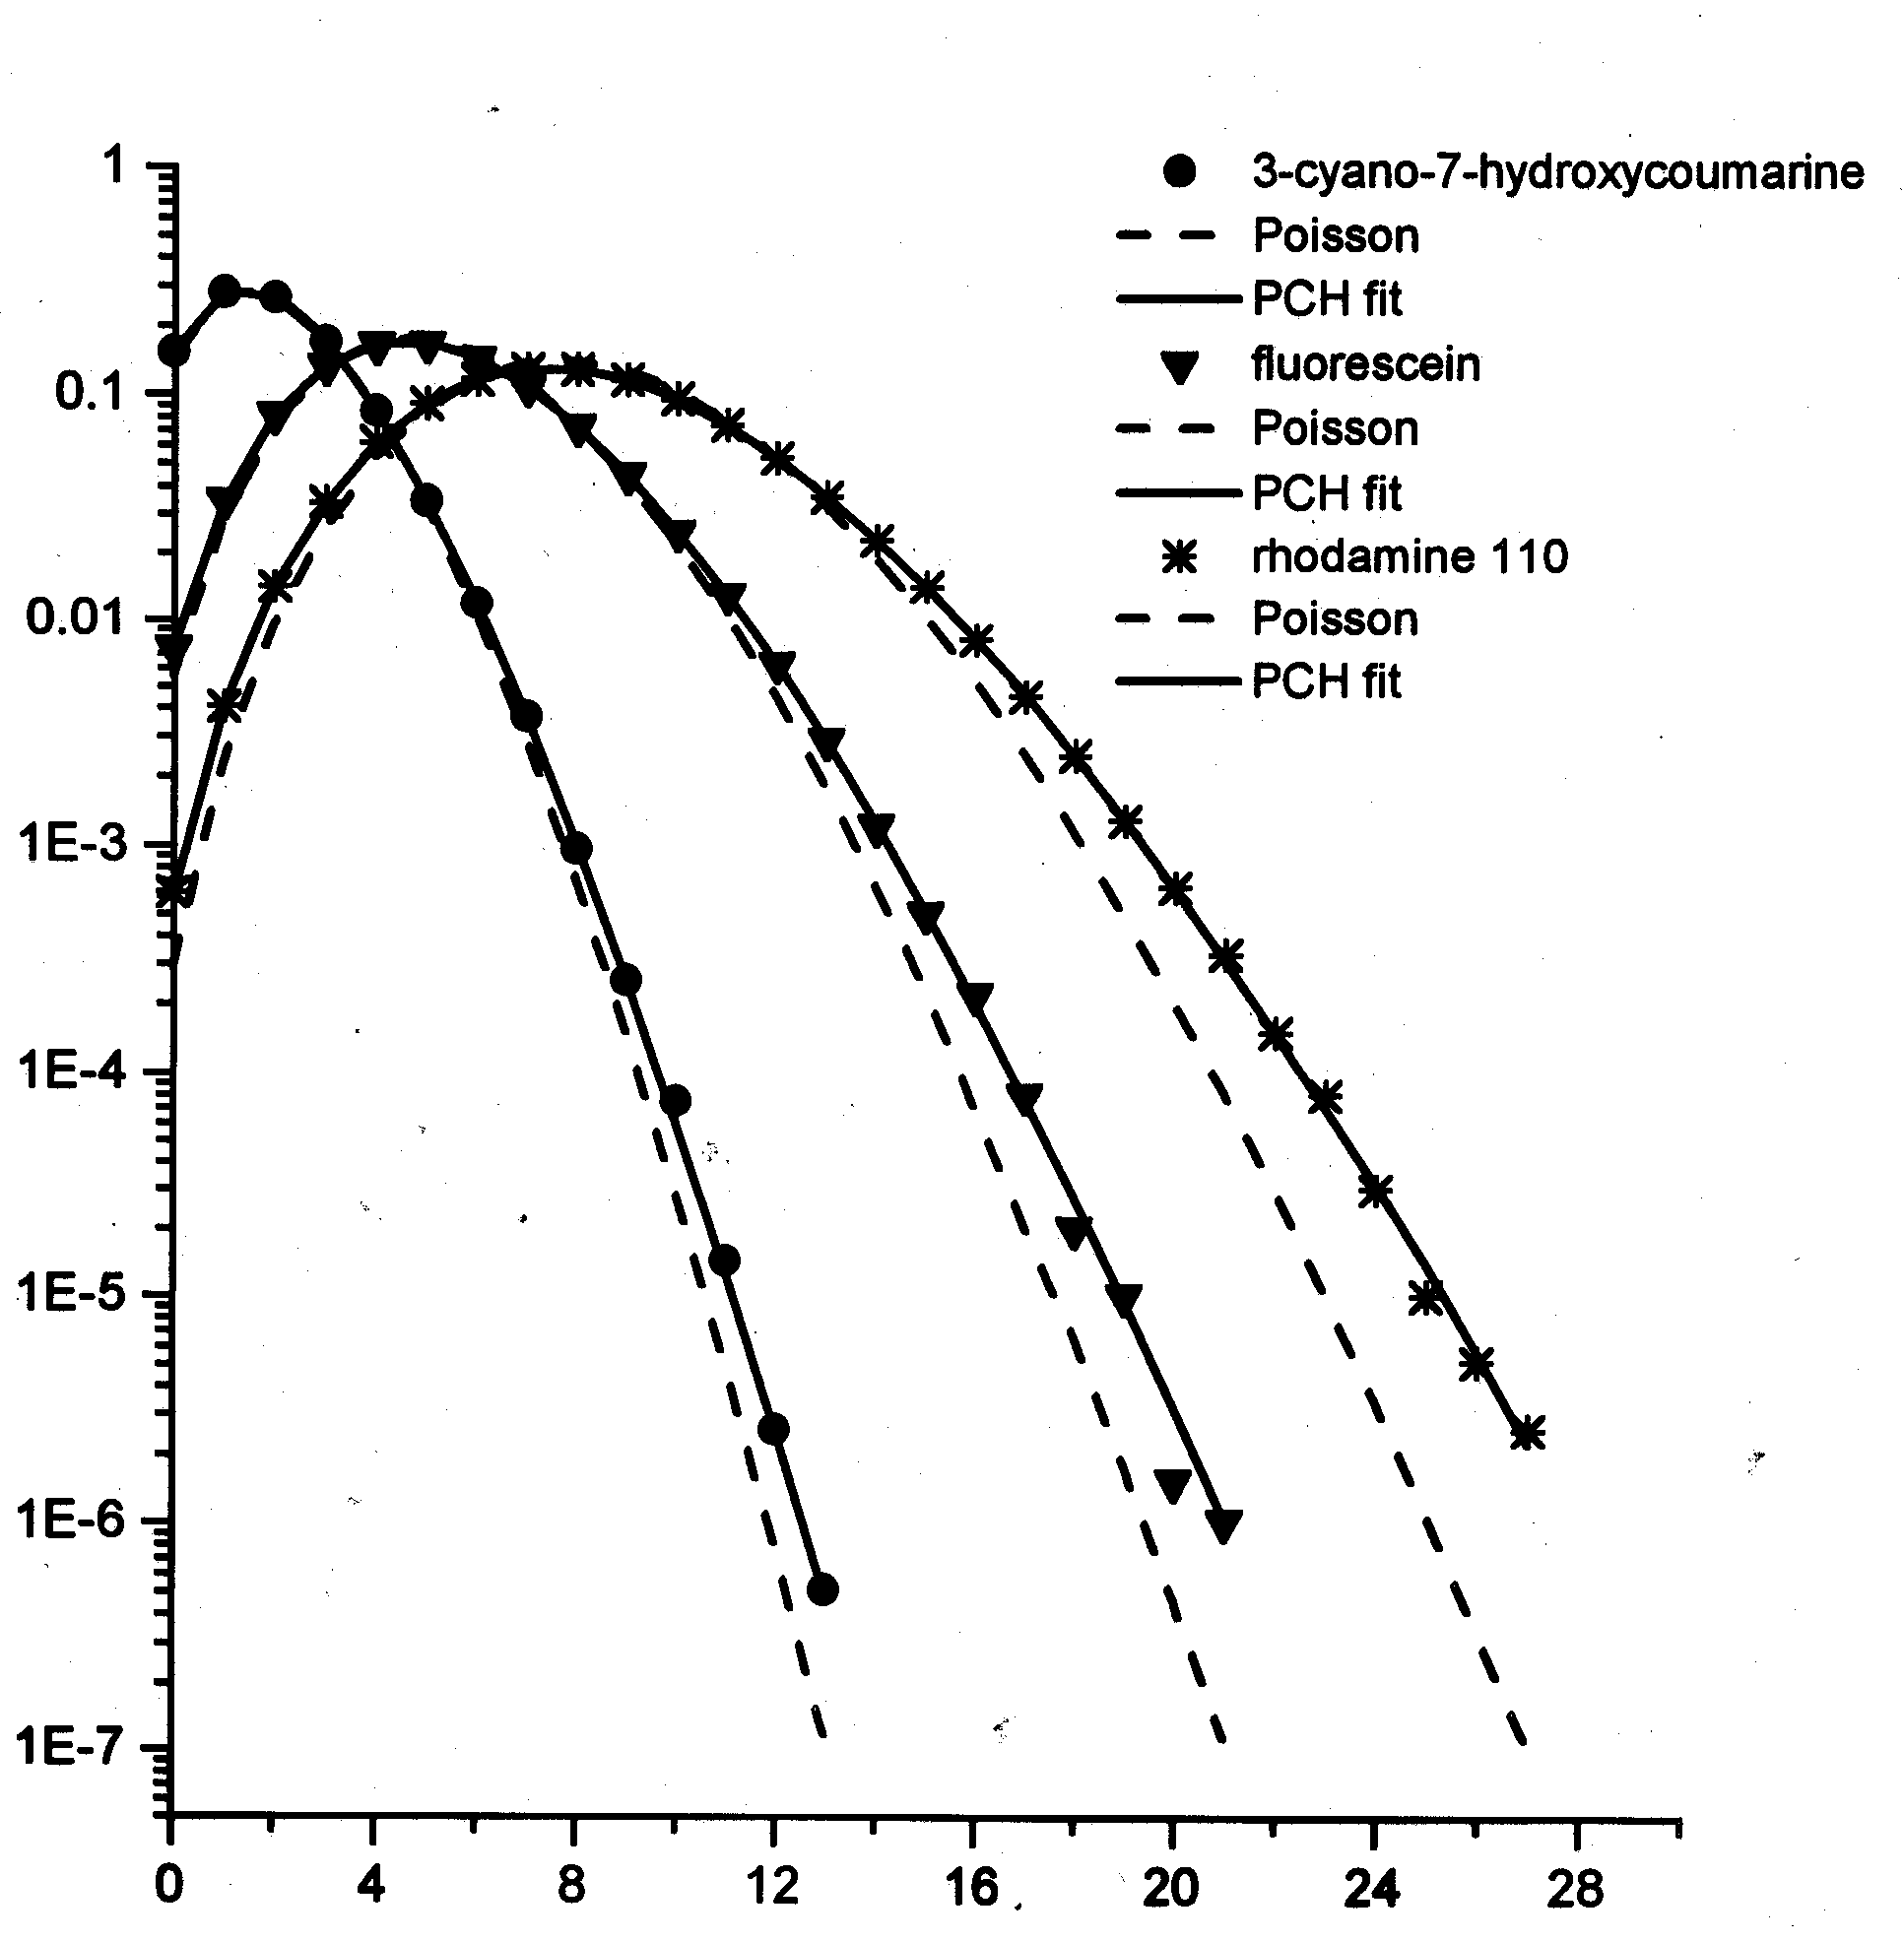 1
0.1
0.01
1E-3
1E-4
1E-5
1E-6
1E-7
0 4 8 12 16 20 24 28
3-cyano-7-hydroxycoumarine
Poisson
PCH fit
fluorescein
Poisson
PCH fit
rhodamine 110
Poisson
PCH fit